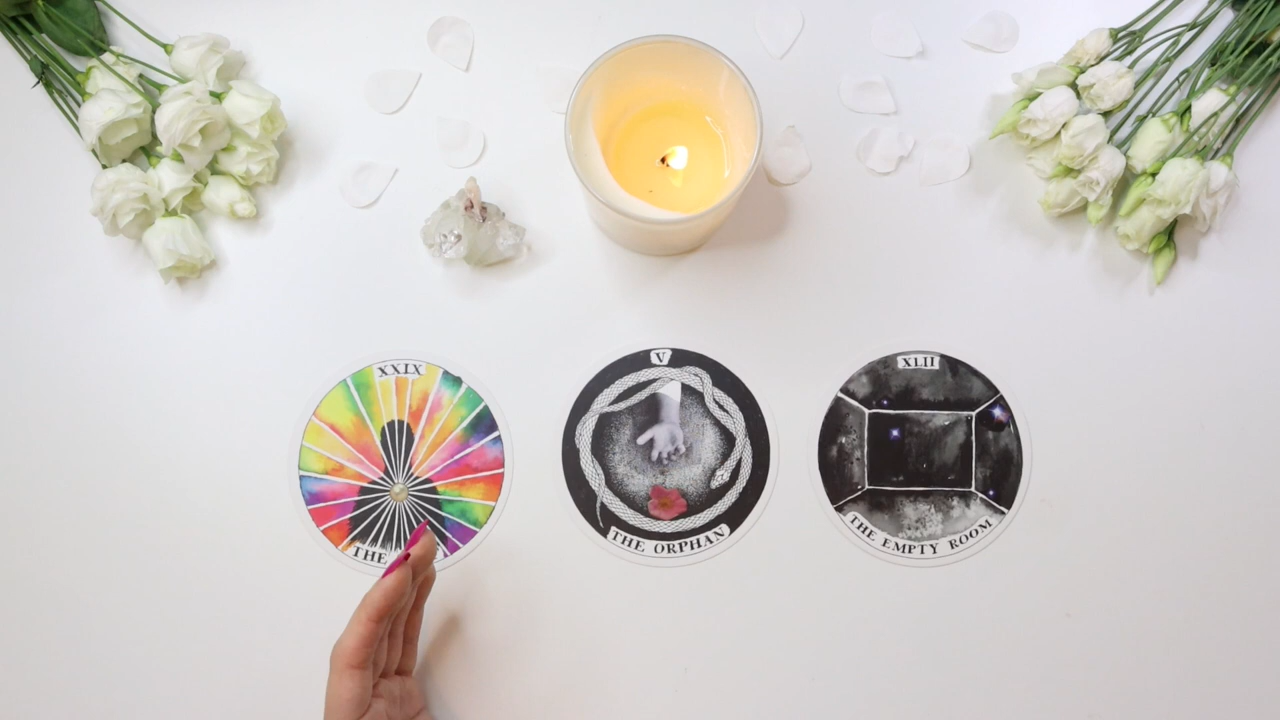 XXIX
THE
V
THE ORPHAN
XLII
THE EMPTY ROOM